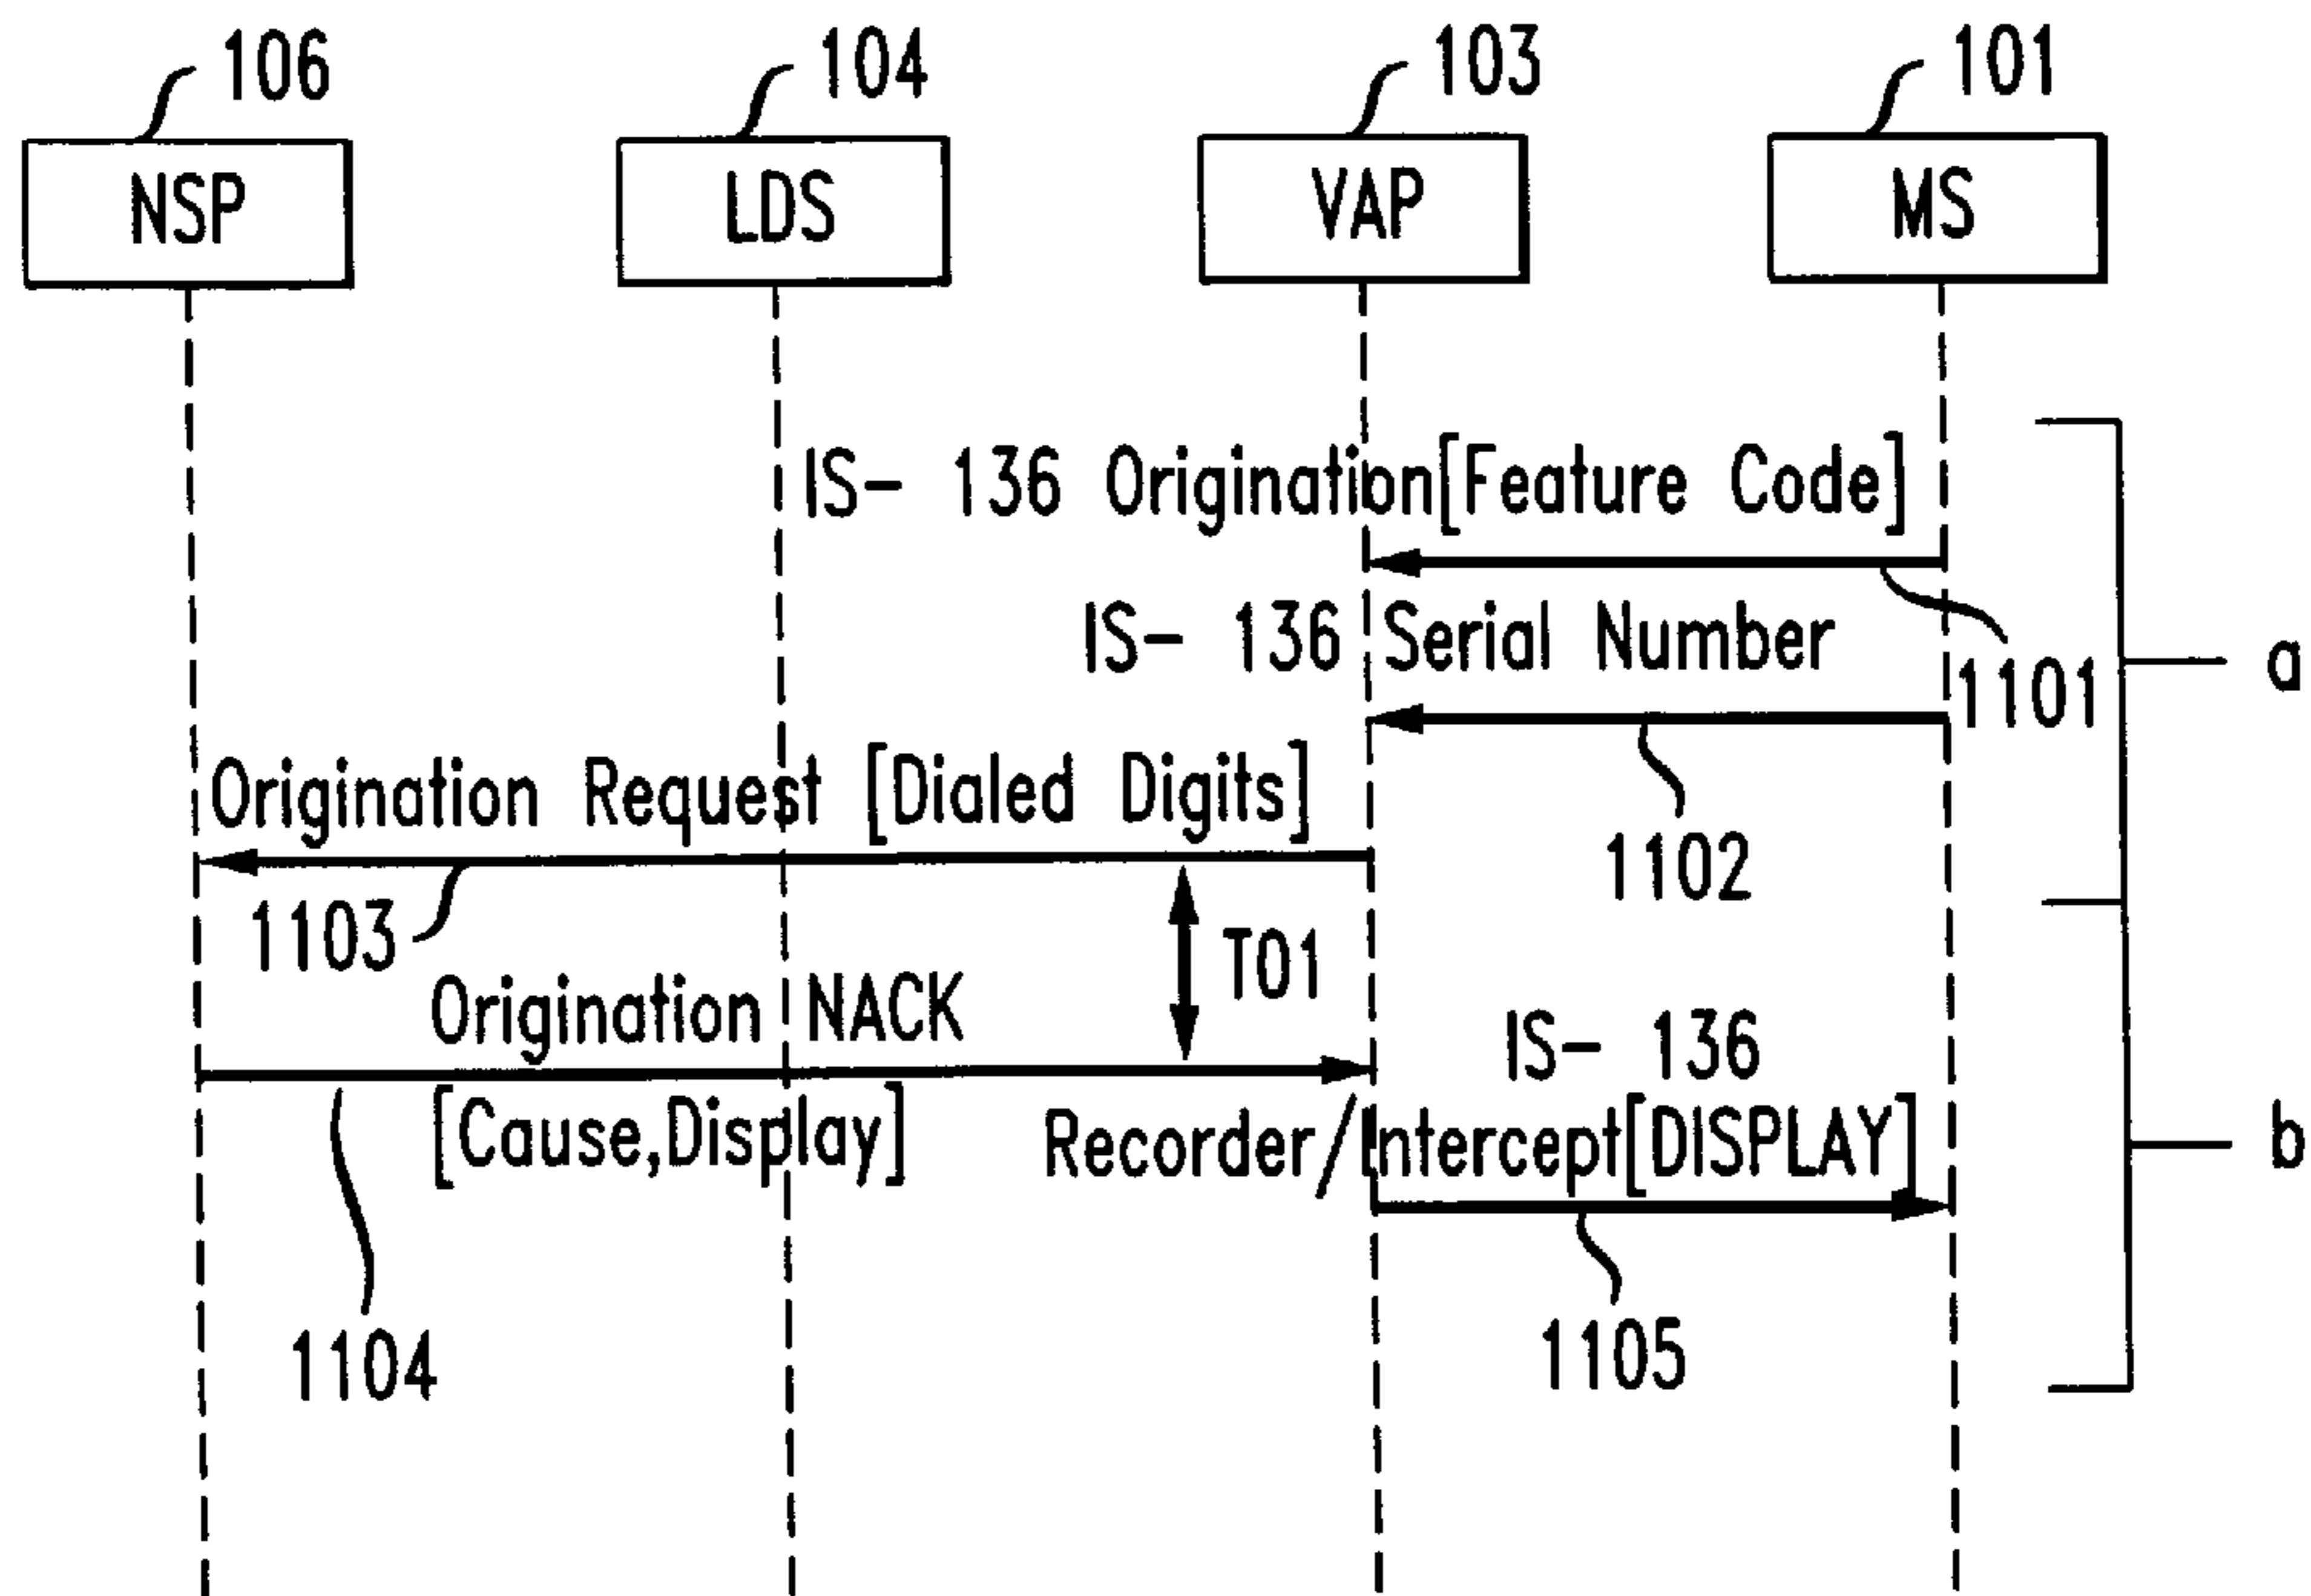 106
104
103
101
NSP
LDS
VAP
MS
IS- 136 Origination[Feature Code]
IS- 136 Serial Number
1101
a
Origination Request [Dialed Digits]
1102
1103
T01
Origination NACK
IS- 136
[Cause,Display]
Recorder/Intercept[DISPLAY]
b
1104
1105